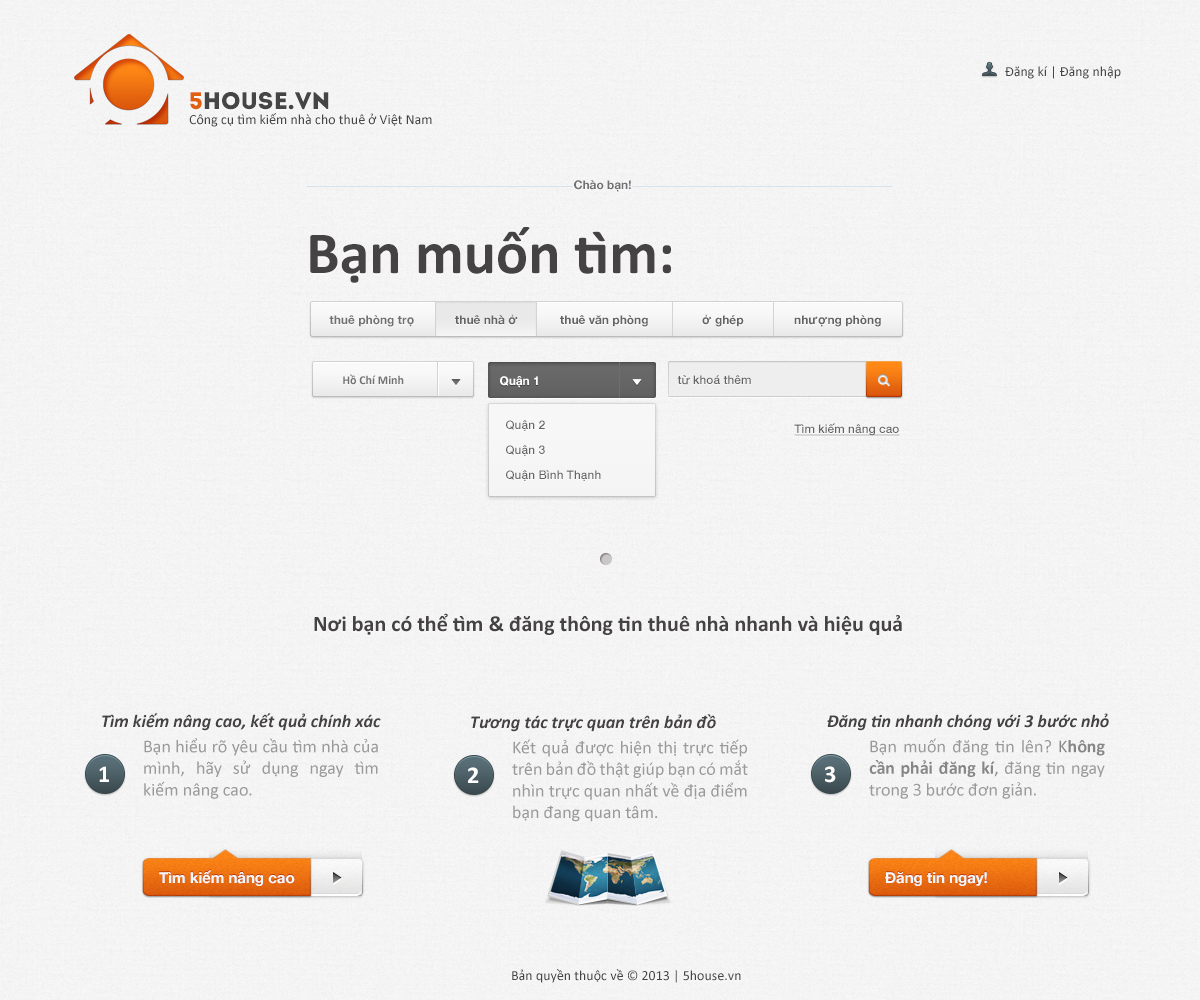 5HOUSE.VN
Công cụ tìm kiếm nhà cho thuê ở Việt Nam
Đăng kí | Đăng nhập
Chào bạn!
Bạn muốn tìm:
thuê phòng trọ
thuê nhà ở
thuê văn phòng
ở ghép
nhượng phòng
Hồ Chí Minh
Quận 1
từ khoá thêm
Quận 2
Quận 3
Quận Bình Thạnh
Tìm kiếm nâng cao
Nơi bạn có thể tìm & đăng thông tin thuê nhà nhanh và hiệu quả
Tìm kiếm nâng cao, kết quả chính xác
1
Bạn hiểu rõ yêu cầu tìm nhà của
mình, hãy sử dụng ngay tìm
kiếm nâng cao.
Tìm kiếm nâng cao
Tương tác trực quan trên bản đồ
2
Kết quả được hiện thị trực tiếp
trên bản đồ thật giúp bạn có mắt
nhìn trực quan nhất về địa điểm
bạn đang quan tâm.
Đăng tin nhanh chóng với 3 bước nhỏ
3
Bạn muốn đăng tin lên? Không
cần phải đăng kí, đăng tin ngay
trong 3 bước đơn giản.
Đăng tin ngay!
Bản quyền thuộc về © 2013 | 5house.vn